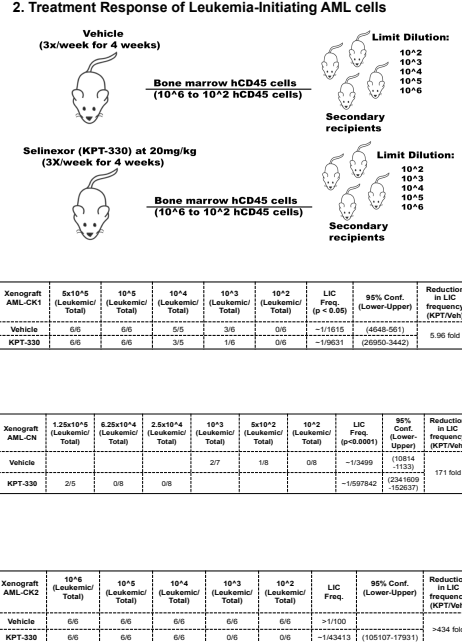 2. Treatment Response of Leukemia-Initiating AML cells
Vehicle
(3x/week for 4 weeks)
Bone marrow hCD45 cells
(10^6 to 10^2 hCD45 cells)
Limit Dilution:
10^2
10^3
10^4
10^5
10^6
Secondary
recipients
Selinexor (KPT-330) at 20mg/kg
(3X/week for 4 weeks)
Bone marrow hCD45 cells
(10^6 to 10^2 hCD45 cells)
Limit Dilution:
10^2
10^3
10^4
10^5
10^6
Secondary
recipients
Xenograft AML-CK1 5x10^5 (Leukemic/ Total) 10^5 (Leukemic/ Total) 10^4 (Leukemic/ Total) 10^3 (Leukemic/ Total) 10^2 (Leukemic/ Total) LIC Freq. (p < 0.05) 95% Conf. (Lower-Upper) Reduction in LIC frequency (KPT/Veh)
Vehicle 6/6 6/6 5/5 3/6 0/6 ~1/1615 (4648-561) 5.96 fold
KPT-330 6/6 6/6 3/5 1/6 0/6 ~1/9631 (26950-3442)
Xenograft AML-CN 1.25x10^5 (Leukemic/ Total) 6.25x10^4 (Leukemic/ Total) 2.5x10^4 (Leukemic/ Total) 10^3 (Leukemic/ Total) 5x10^2 (Leukemic/ Total) 10^2 (Leukemic/ Total) LIC Freq. (p<0.0001) 95% Conf. (Lower- Upper) Reduction in LIC frequency (KPT/Veh
Vehicle 2/7 1/8 0/8 ~1/3499 (10814 -1133) 171 fold
KPT-330 2/5 0/8 0/8 ~1/597842 (2341609 -152637)
Xenograft AML-CK2 10^6 (Leukemic/ Total) 10^5 (Leukemic/ Total) 10^4 (Leukemic/ Total) 10^3 (Leukemic/ Total) 10^2 (Leukemic/ Total) LIC Freq. 95% Conf. (Lower-Upper) Reduction in LIC frequency (KPT/Veh)
Vehicle 6/6 6/6 6/6 6/6 6/6 >1/100 >434 fold
KPT-330 6/6 6/6 6/6 0/6 0/6 ~1/43413 (105107-17931)